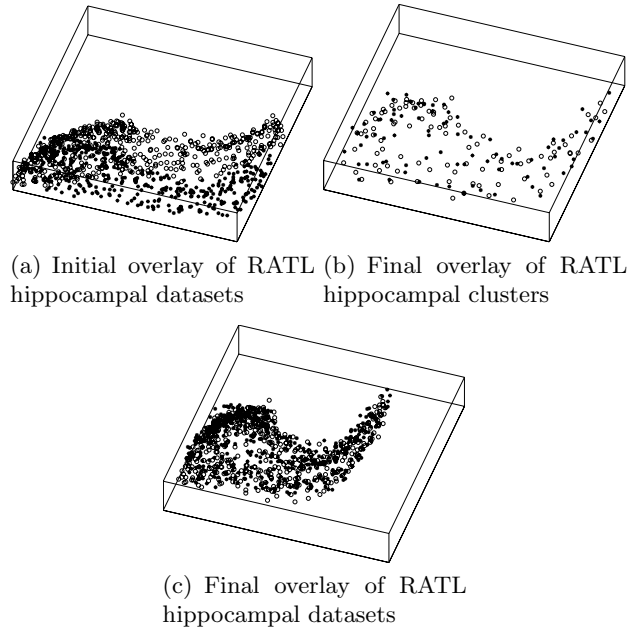 (a) Initial overlay of RATL
hippocampal datasets
(b) Final overlay of RATL
hippocampal clusters
(c) Final overlay of RATL
hippocampal datasets